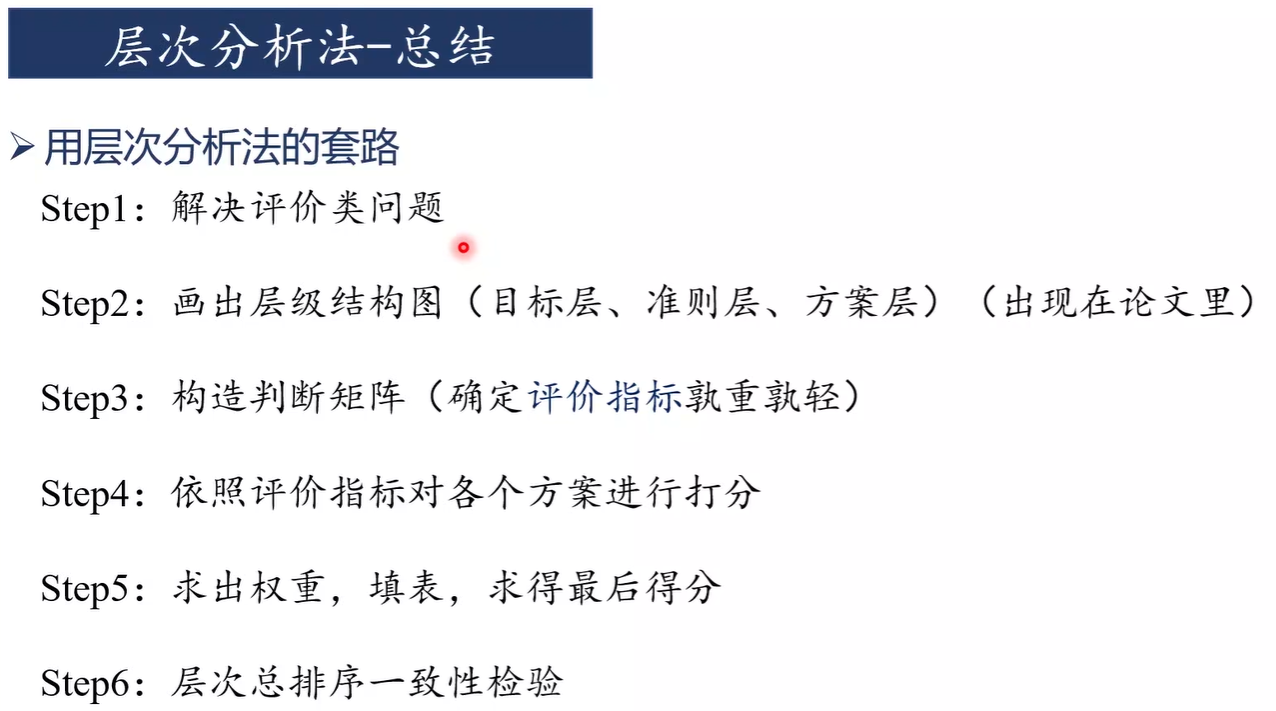 层次分析法-总结
用层次分析法的套路
Step1：解决评价类问题
Step2：画出层级结构图（目标层、准则层、方案层）（出现在论文里）
Step3：构造判断矩阵（确定评价指标孰重孰轻）
Step4：依照评价指标对各个方案进行打分
Step5：求出权重，填表，求得最后得分
Step6：层次总排序一致性检验